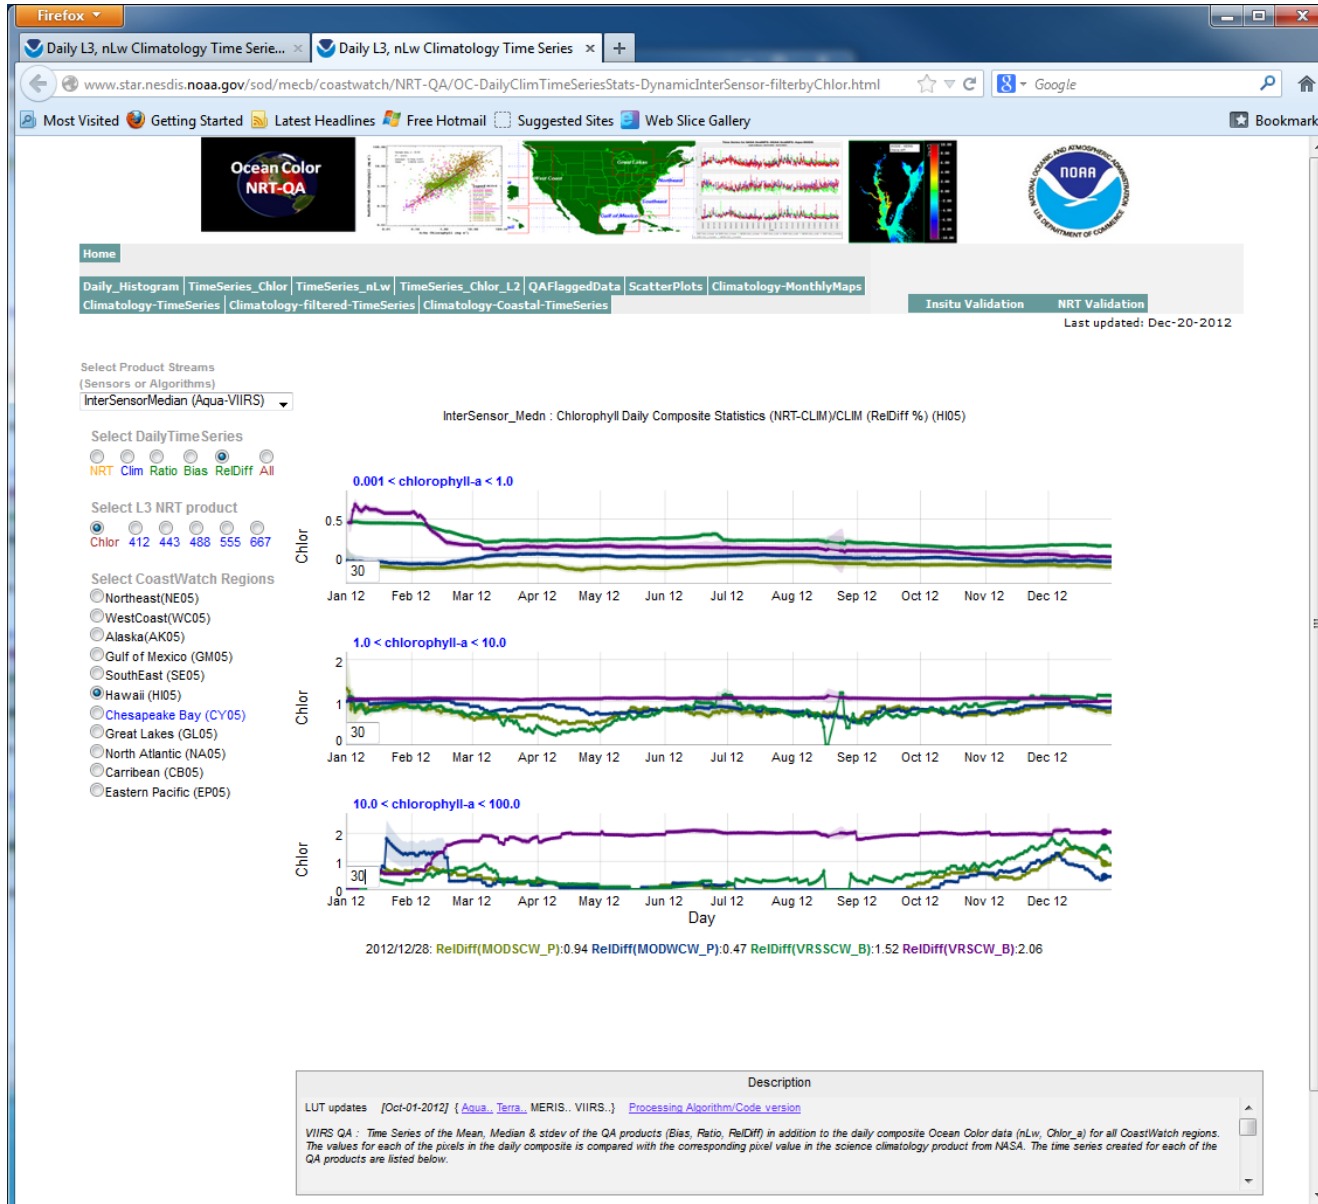 Firefox
Daily L3, nLw Climatology Time Serie...
Daily L3, nLw Climatology Time Series
www.star.nesdis.noaa.gov/sod/mecb/coastwatch/NRT-QA/OC-DailyClimTimeSeriesStats-DynamicInterSensor-filterbyChlor.html
Google
Most Visited Getting Started Latest Headlines Free Hotmail Suggested Sites Web Slice Gallery Bookmark
Ocean Color
NRT-QA
NOAA
NATIONAL OCEANIC AND ATMOSPHERIC ADMINISTRATION
U.S. DEPARTMENT OF COMMERCE
Home
Daily_Histogram TimeSeries_Chlor TimeSeries_nLw TimeSeries_Chlor_L2 QAFlaggedData ScatterPlots Climatology-MonthlyMaps
Climatology-TimeSeries Climatology-filtered-TimeSeries Climatology-Coastal-TimeSeries Insitu Validation NRT Validation
Last updated: Dec-20-2012
Select Product Streams
(Sensors or Algorithms)
InterSensorMedian (Aqua-VIIRS)
Select DailyTimeSeries
NRT Clim Ratio Bias RelDiff All
Select L3 NRT product
Chlor 412 443 488 555 667
Select CoastWatch Regions
Northeast(NE05)
WestCoast(WC05)
Alaska(AK05)
Gulf of Mexico (GM05)
SouthEast (SE05)
Hawaii (HI05)
Chesapeake Bay (CY05)
Great Lakes (GL05)
North Atlantic (NA05)
Carribean (CB05)
Eastern Pacific (EP05)
InterSensor_Medn : Chlorophyll Daily Composite Statistics (NRT-CLIM)/CLIM (RelDiff %) (HI05)
0.001 < chlorophyll-a < 1.0
Chlor
0.5
0
30
Jan 12 Feb 12 Mar 12 Apr 12 May 12 Jun 12 Jul 12 Aug 12 Sep 12 Oct 12 Nov 12 Dec 12
1.0 < chlorophyll-a < 10.0
Chlor
2
1
0
30
Jan 12 Feb 12 Mar 12 Apr 12 May 12 Jun 12 Jul 12 Aug 12 Sep 12 Oct 12 Nov 12 Dec 12
10.0 < chlorophyll-a < 100.0
Chlor
2
1
0
30
Jan 12 Feb 12 Mar 12 Apr 12 May 12 Jun 12 Jul 12 Aug 12 Sep 12 Oct 12 Nov 12 Dec 12
Day
2012/12/28: RelDiff(MODSCW_P):0.94 RelDiff(MODWCW_P):0.47 RelDiff(VRSSCW_B):1.52 RelDiff(VRSCW_B):2.06
Description
LUT updates [Oct-01-2012] { Aqua.. Terra.. MERIS.. VIIRS..} Processing Algorithm/Code version
VIIRS QA : Time Series of the Mean, Median & stdev of the QA products (Bias, Ratio, RelDiff) in addition to the daily composite Ocean Color data (nLw, Chlor_a) for all CoastWatch regions.
The values for each of the pixels in the daily composite is compared with the corresponding pixel value in the science climatology product from NASA. The time series created for each of the
QA products are listed below.